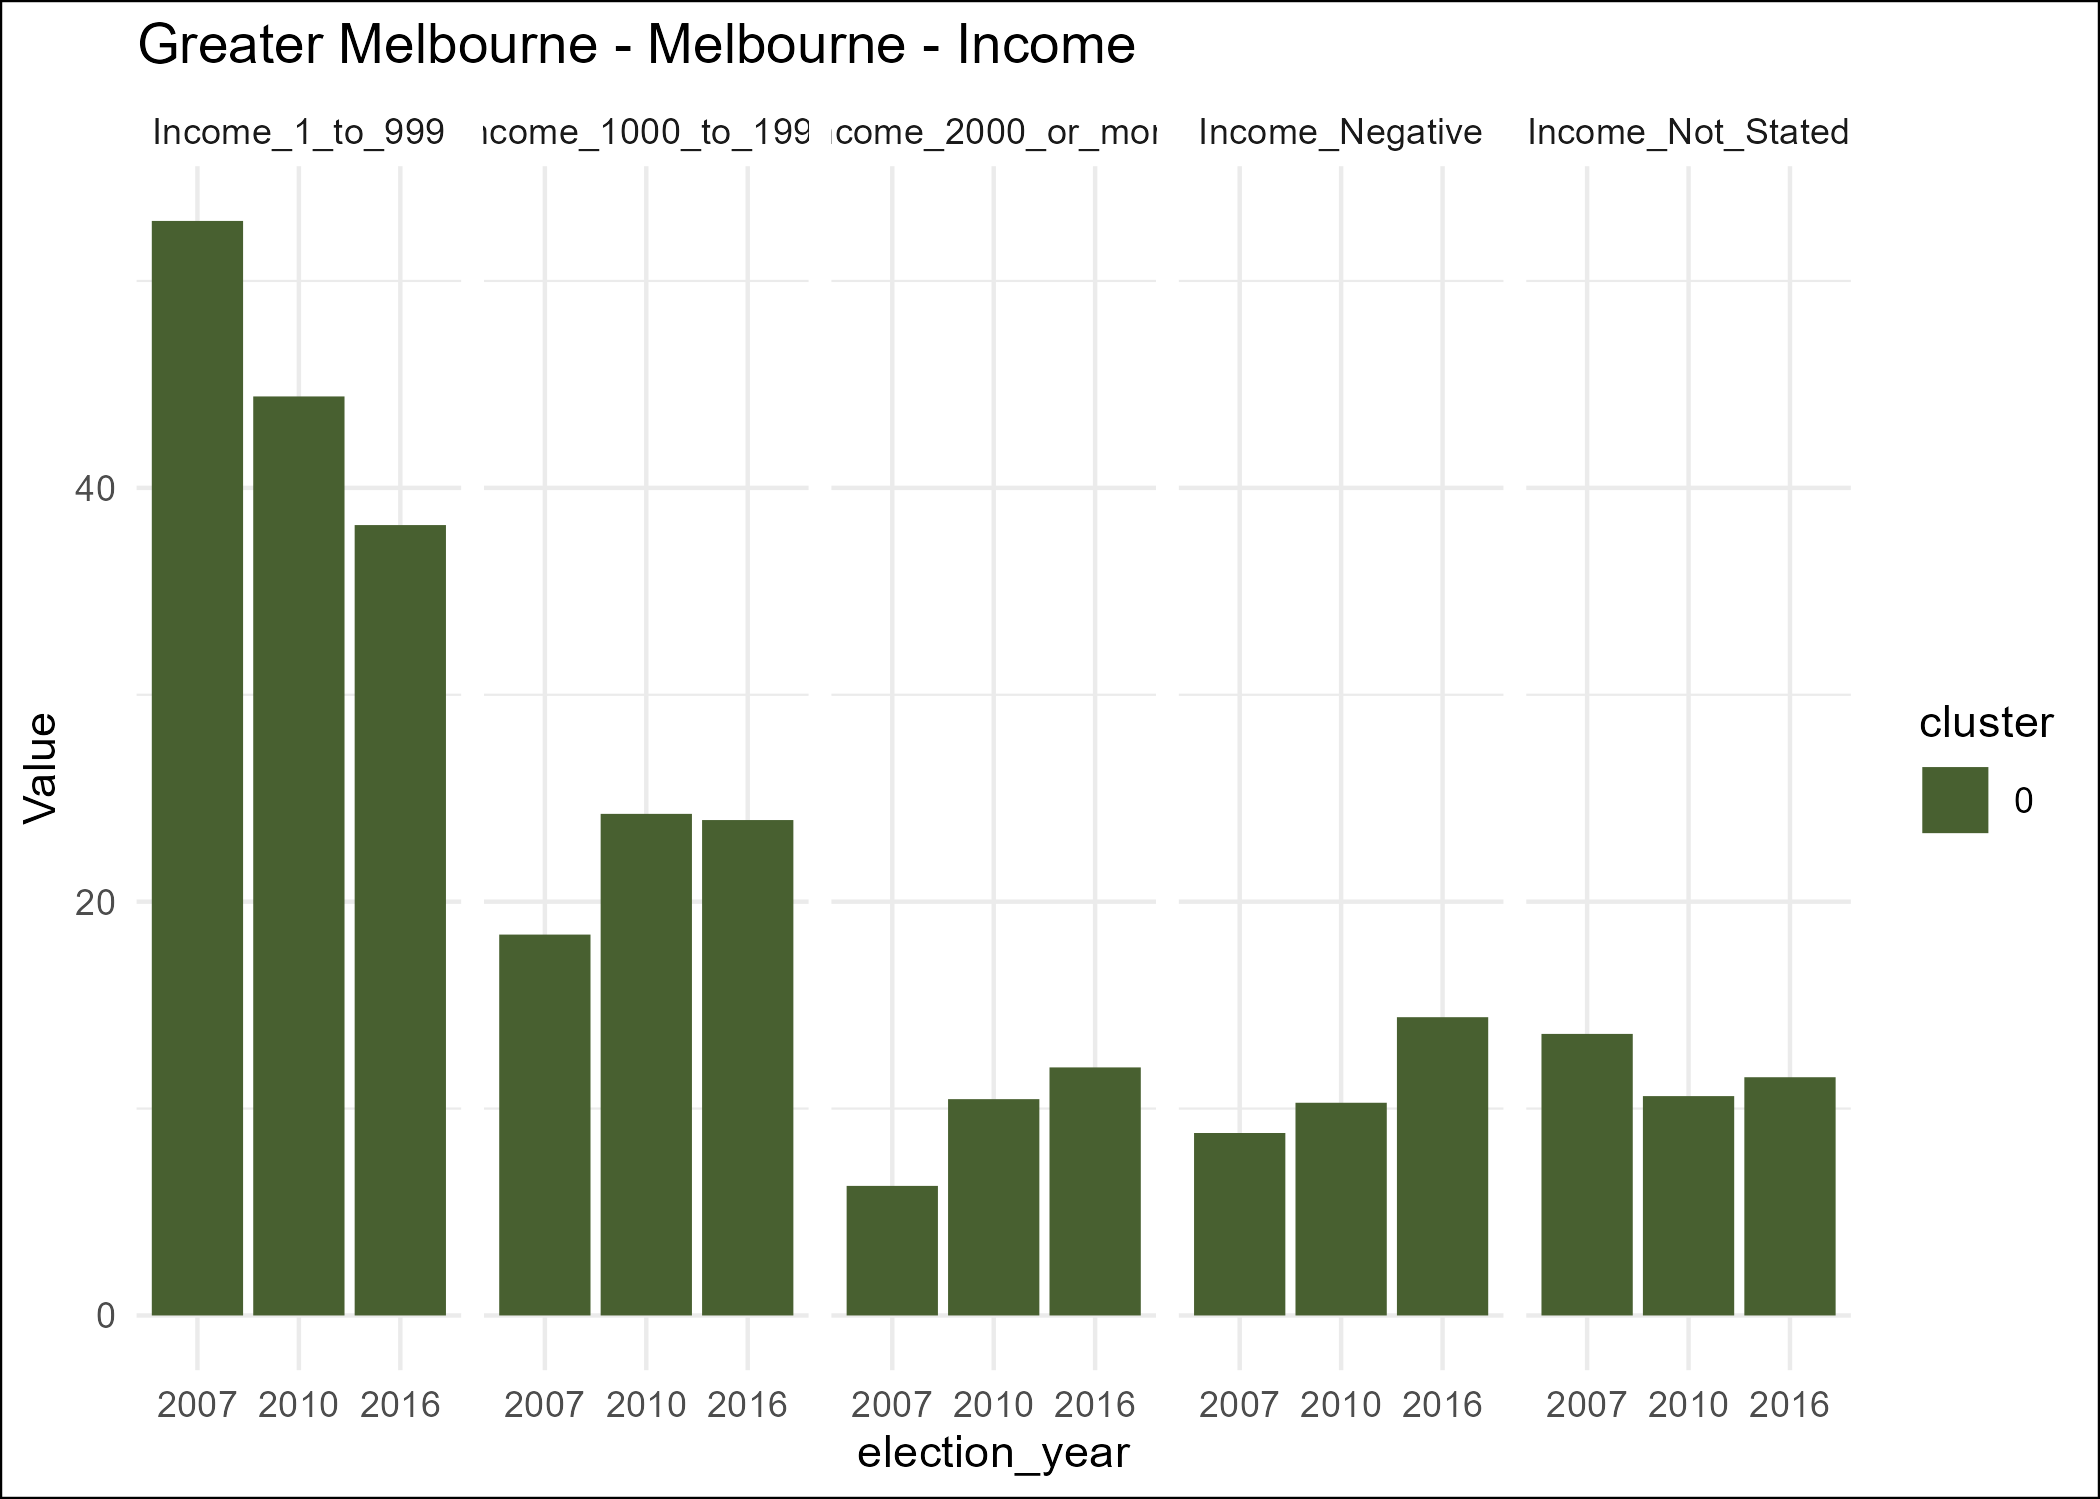 Greater Melbourne - Melbourne - Income
Income_1_to_999 ncome_1000_to_199 ncome_2000_or_mor Income_Negative Income_Not_Stated
40
20
0
Value
2007 2010 2016 2007 2010 2016 2007 2010 2016 2007 2010 2016 2007 2010 2016
election_year
cluster
0